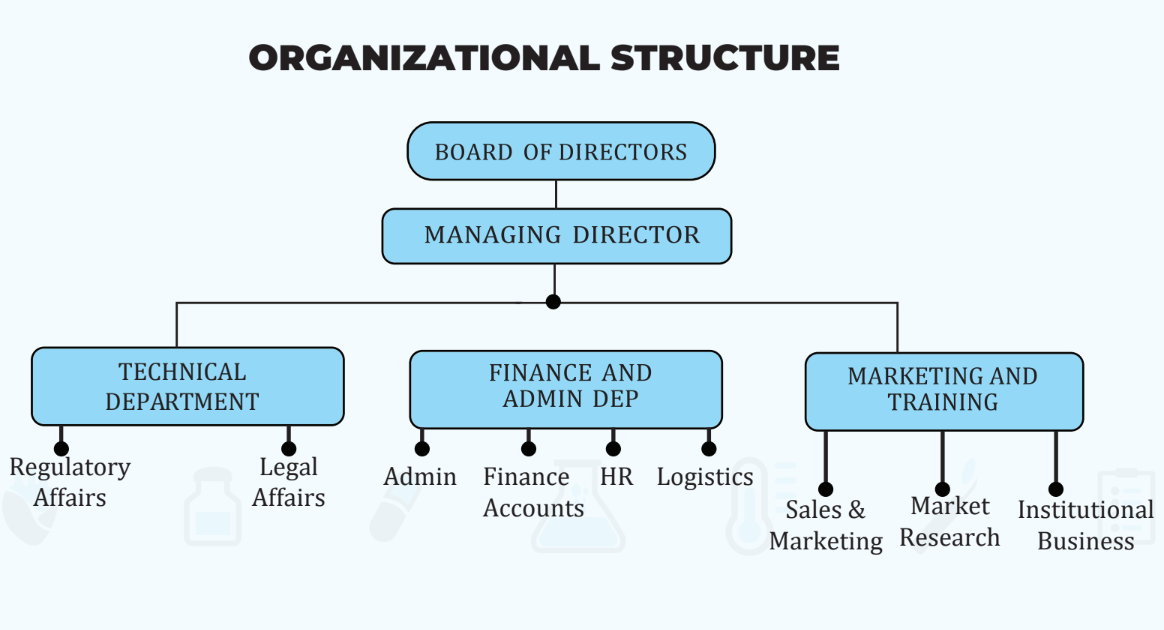 ORGANIZATIONAL STRUCTURE
BOARD OF DIRECTORS
MANAGING DIRECTOR
TECHNICAL
DEPARTMENT
FINANCE AND
ADMIN DEP
MARKETING AND
TRAINING
Regulatory
Affairs
Legal
Affairs
Admin
Finance
Accounts
HR
Logistics
Sales &
Marketing
Market
Research
Institutional
Business